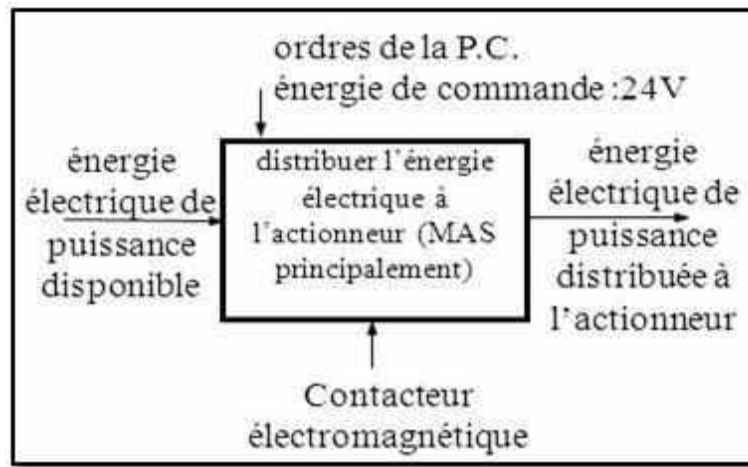 ordres de la P.C.
énergie de commande :24V
énergie
électrique de
puissance
disponible
distribuer l'énergie
électrique à
l'actionneur (MAS
principalement)
énergie
électrique de
puissance
distribuée à
l'actionneur
Contacteur
électromagnétique